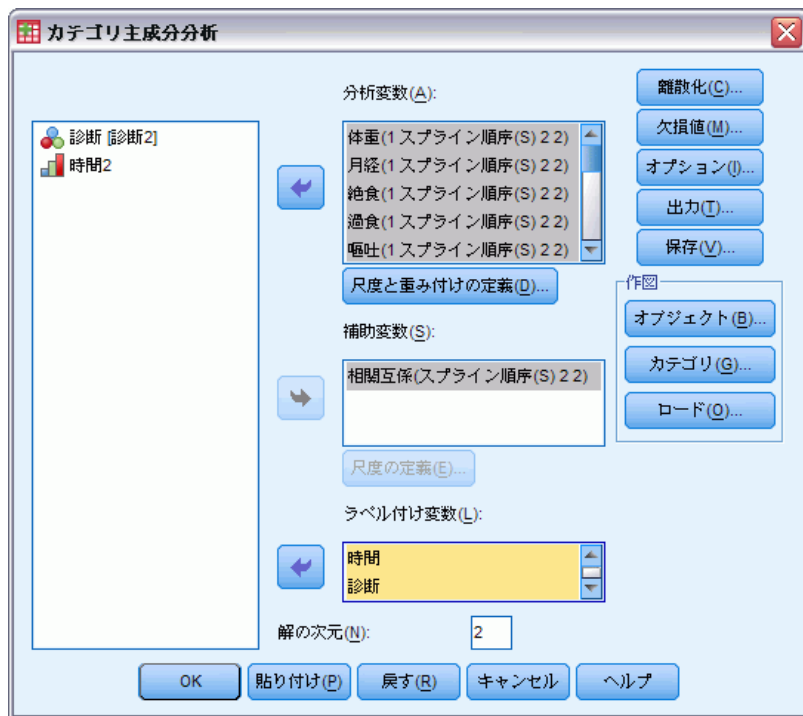 カテゴリ主成分分析
診断 [診断2]
時間2
分析変数(A):
体重(1 スプライン順序(S) 2 2)
月経(1 スプライン順序(S) 2 2)
絶食(1 スプライン順序(S) 2 2)
過食(1 スプライン順序(S) 2 2)
嘔吐(1 スプライン順序(S) 2 2)
尺度と重み付けの定義(D)...
補助変数(S):
相関互係(スプライン順序(S) 2 2)
尺度の定義(E)...
ラベル付け変数(L):
時間
診断
解の次元(N):
2
離散化(C)...
欠損値(M)...
オプション(I)...
出力(T)...
保存(V)...
作図
オブジェクト(B)...
カテゴリ(G)...
ロード(O)...
OK
貼り付け(P)
戻す(R)
キャンセル
ヘルプ